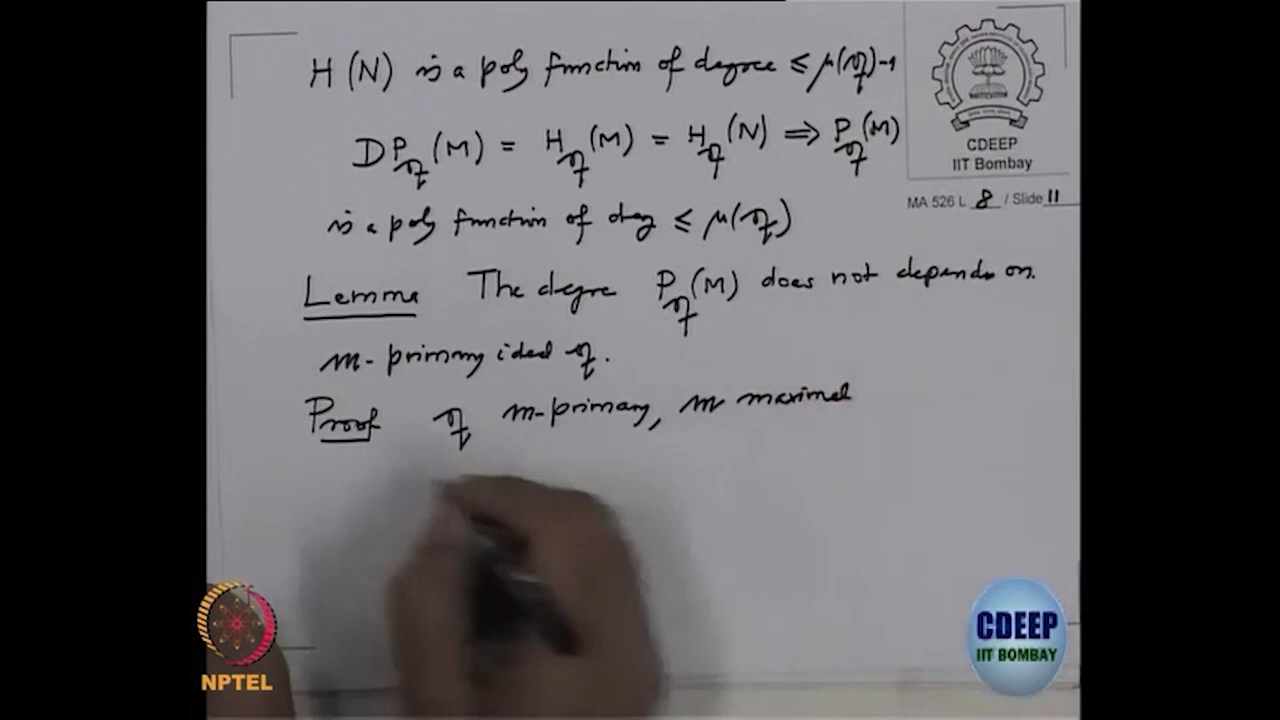 H(N) is a poly function of degree ≤ μ(q)-1
DP_q(M) = H_q(M) = H_q(N) ⟹ P_q(M)
is a poly function of deg ≤ μ(q)
Lemma The degree P_q(M) does not depends on
m-primary ideal q.
Proof q m-primary, m maximal
CDEEP
IIT Bombay
MA 526 L 8 / Slide 11
NPTEL
CDEEP
IIT BOMBAY